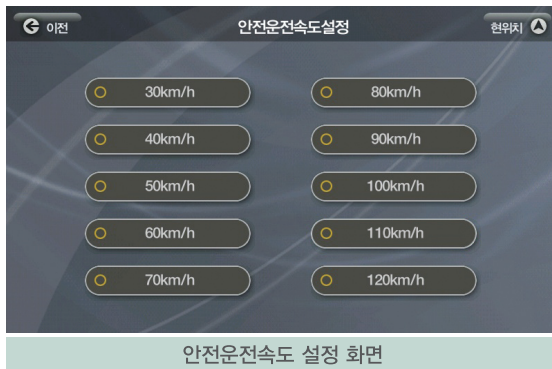 이전 안전운전속도설정 현위치
30km/h 80km/h
40km/h 90km/h
50km/h 100km/h
60km/h 110km/h
70km/h 120km/h
안전운전속도 설정 화면